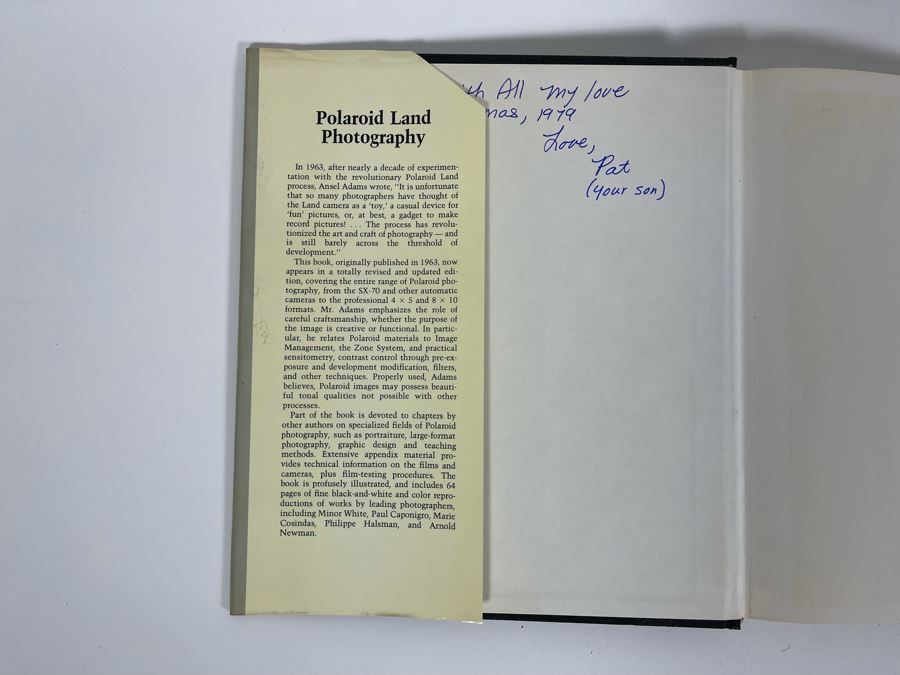 Polaroid Land
Photography
In 1963, after nearly a decade of experimen-
tation with the revolutionary Polaroid Land
process, Ansel Adams wrote, "It is unfortunate
that so many photographers have thought of
the Land camera as a 'toy,' a casual device for
'fun' pictures, or, at best, a gadget to make
record pictures! . . . The process has revolu-
tionized the art and craft of photography — and
is still barely across the threshold of
development."
This book, originally published in 1963, now
appears in a totally revised and updated edi-
tion, covering the entire range of Polaroid pho-
tography, from the SX-70 and other automatic
cameras to the professional 4 × 5 and 8 × 10
formats. Mr. Adams emphasizes the role of
careful craftsmanship, whether the purpose of
the image is creative or functional. In partic-
ular, he relates Polaroid materials to Image
Management, the Zone System, and practical
sensitometry, contrast control through pre-ex-
posure and development modification, filters,
and other techniques. Properly used, Adams
believes, Polaroid images may possess beauti-
ful tonal qualities not possible with other
processes.
Part of the book is devoted to chapters by
other authors on specialized fields of Polaroid
photography, such as portraiture, large-format
photography, graphic design and teaching
methods. Extensive appendix material pro-
vides technical information on the films and
cameras, plus film-testing procedures. The
book is profusely illustrated, and includes 64
pages of fine black-and-white and color repro-
ductions of works by leading photographers,
including Minor White, Paul Caponigro, Marie
Cosindas, Philippe Halsman, and Arnold
Newman.
ith All my love
mas, 1979
Love,
Pat
(your son)